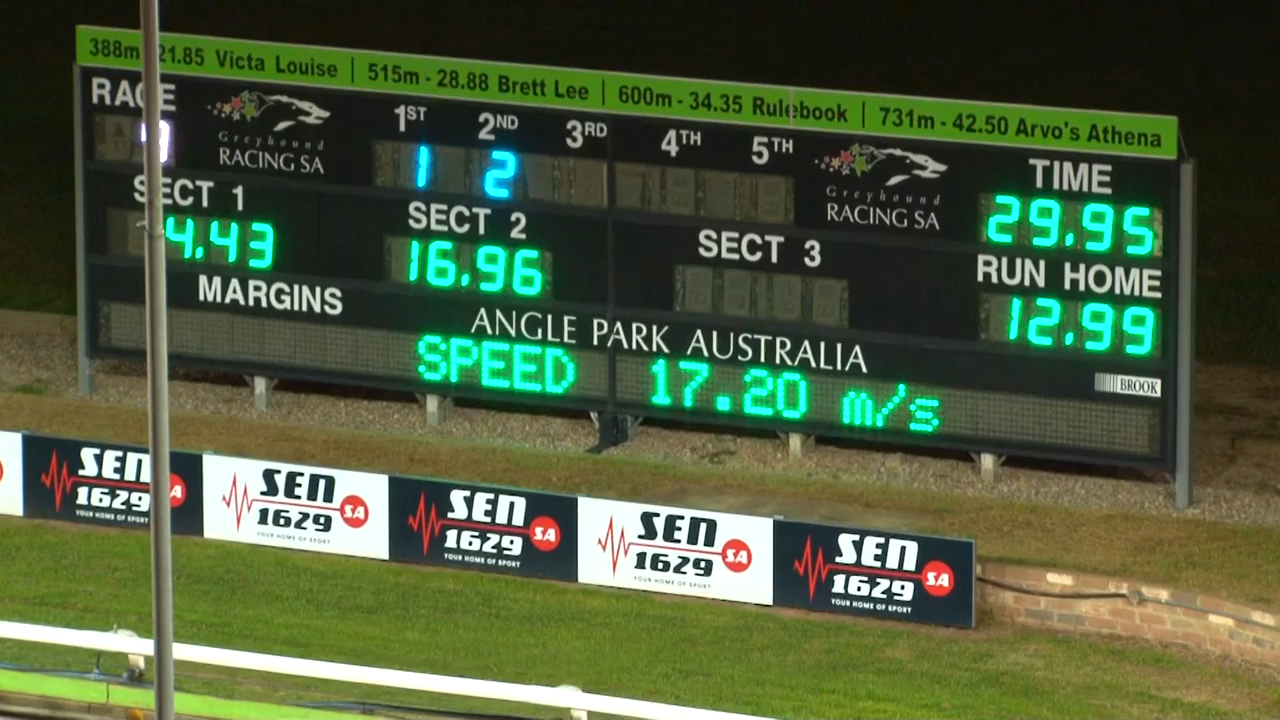 388m 21.85 Victa Louise | 515m - 28.88 Brett Lee | 600m - 34.35 Rulebook | 731m - 42.50 Arvo's Athena
RACE
Greyhound
RACING SA
1ST 2ND 3RD 4TH 5TH
1 2
Greyhound
RACING SA
TIME
29.95
SECT 1
4.43
SECT 2
16.96
SECT 3
RUN HOME
12.99
MARGINS
ANGLE PARK AUSTRALIA
SPEED 17.20 m/s
BROOK
SEN
1629
YOUR HOME OF SPORT
SEN
1629 SA
YOUR HOME OF SPORT
SEN
1629 SA
YOUR HOME OF SPORT
SEN
1629 SA
YOUR HOME OF SPORT
SEN
1629 SA
YOUR HOME OF SPORT